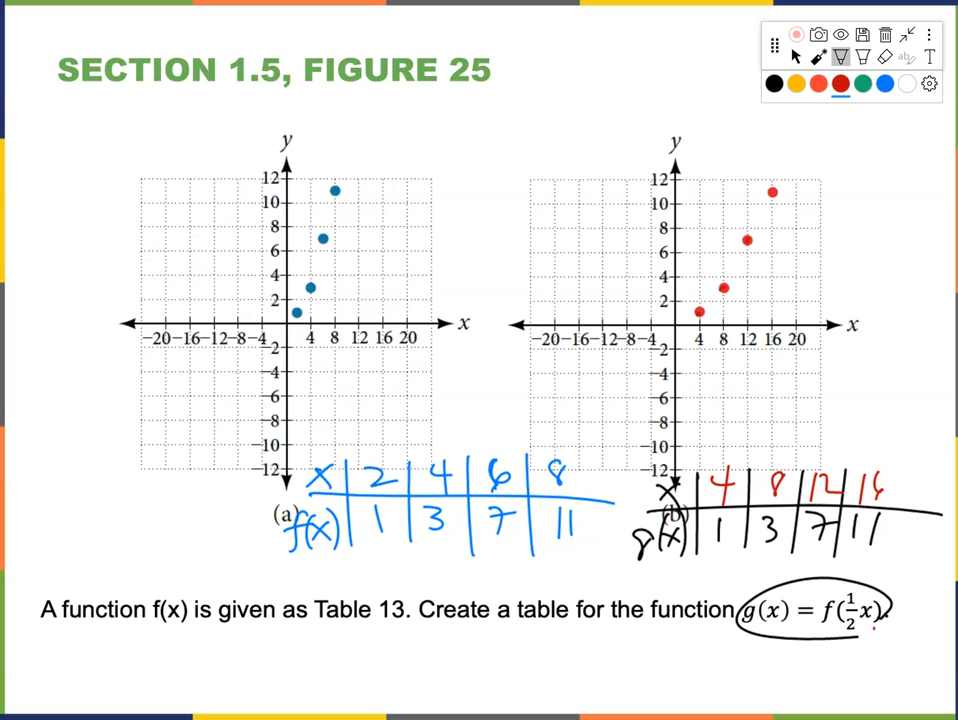 SECTION 1.5, FIGURE 25
ab
T
y
12
10
8
6
4
2
x
−20−16−12−8−4
4 8 12 16 20
−2
−4
−6
−8
−10
−12
(a)
y
12
10
8
6
4
2
x
−20−16−12−8−4
4 8 12 16 20
−2
−4
−6
−8
−10
−12
(b)
x 2 4 6 8
f(x) 1 3 7 11
x 4 8 12 16
g(x) 1 3 7 11
A function f(x) is given as Table 13. Create a table for the function g(x) = f(½x).